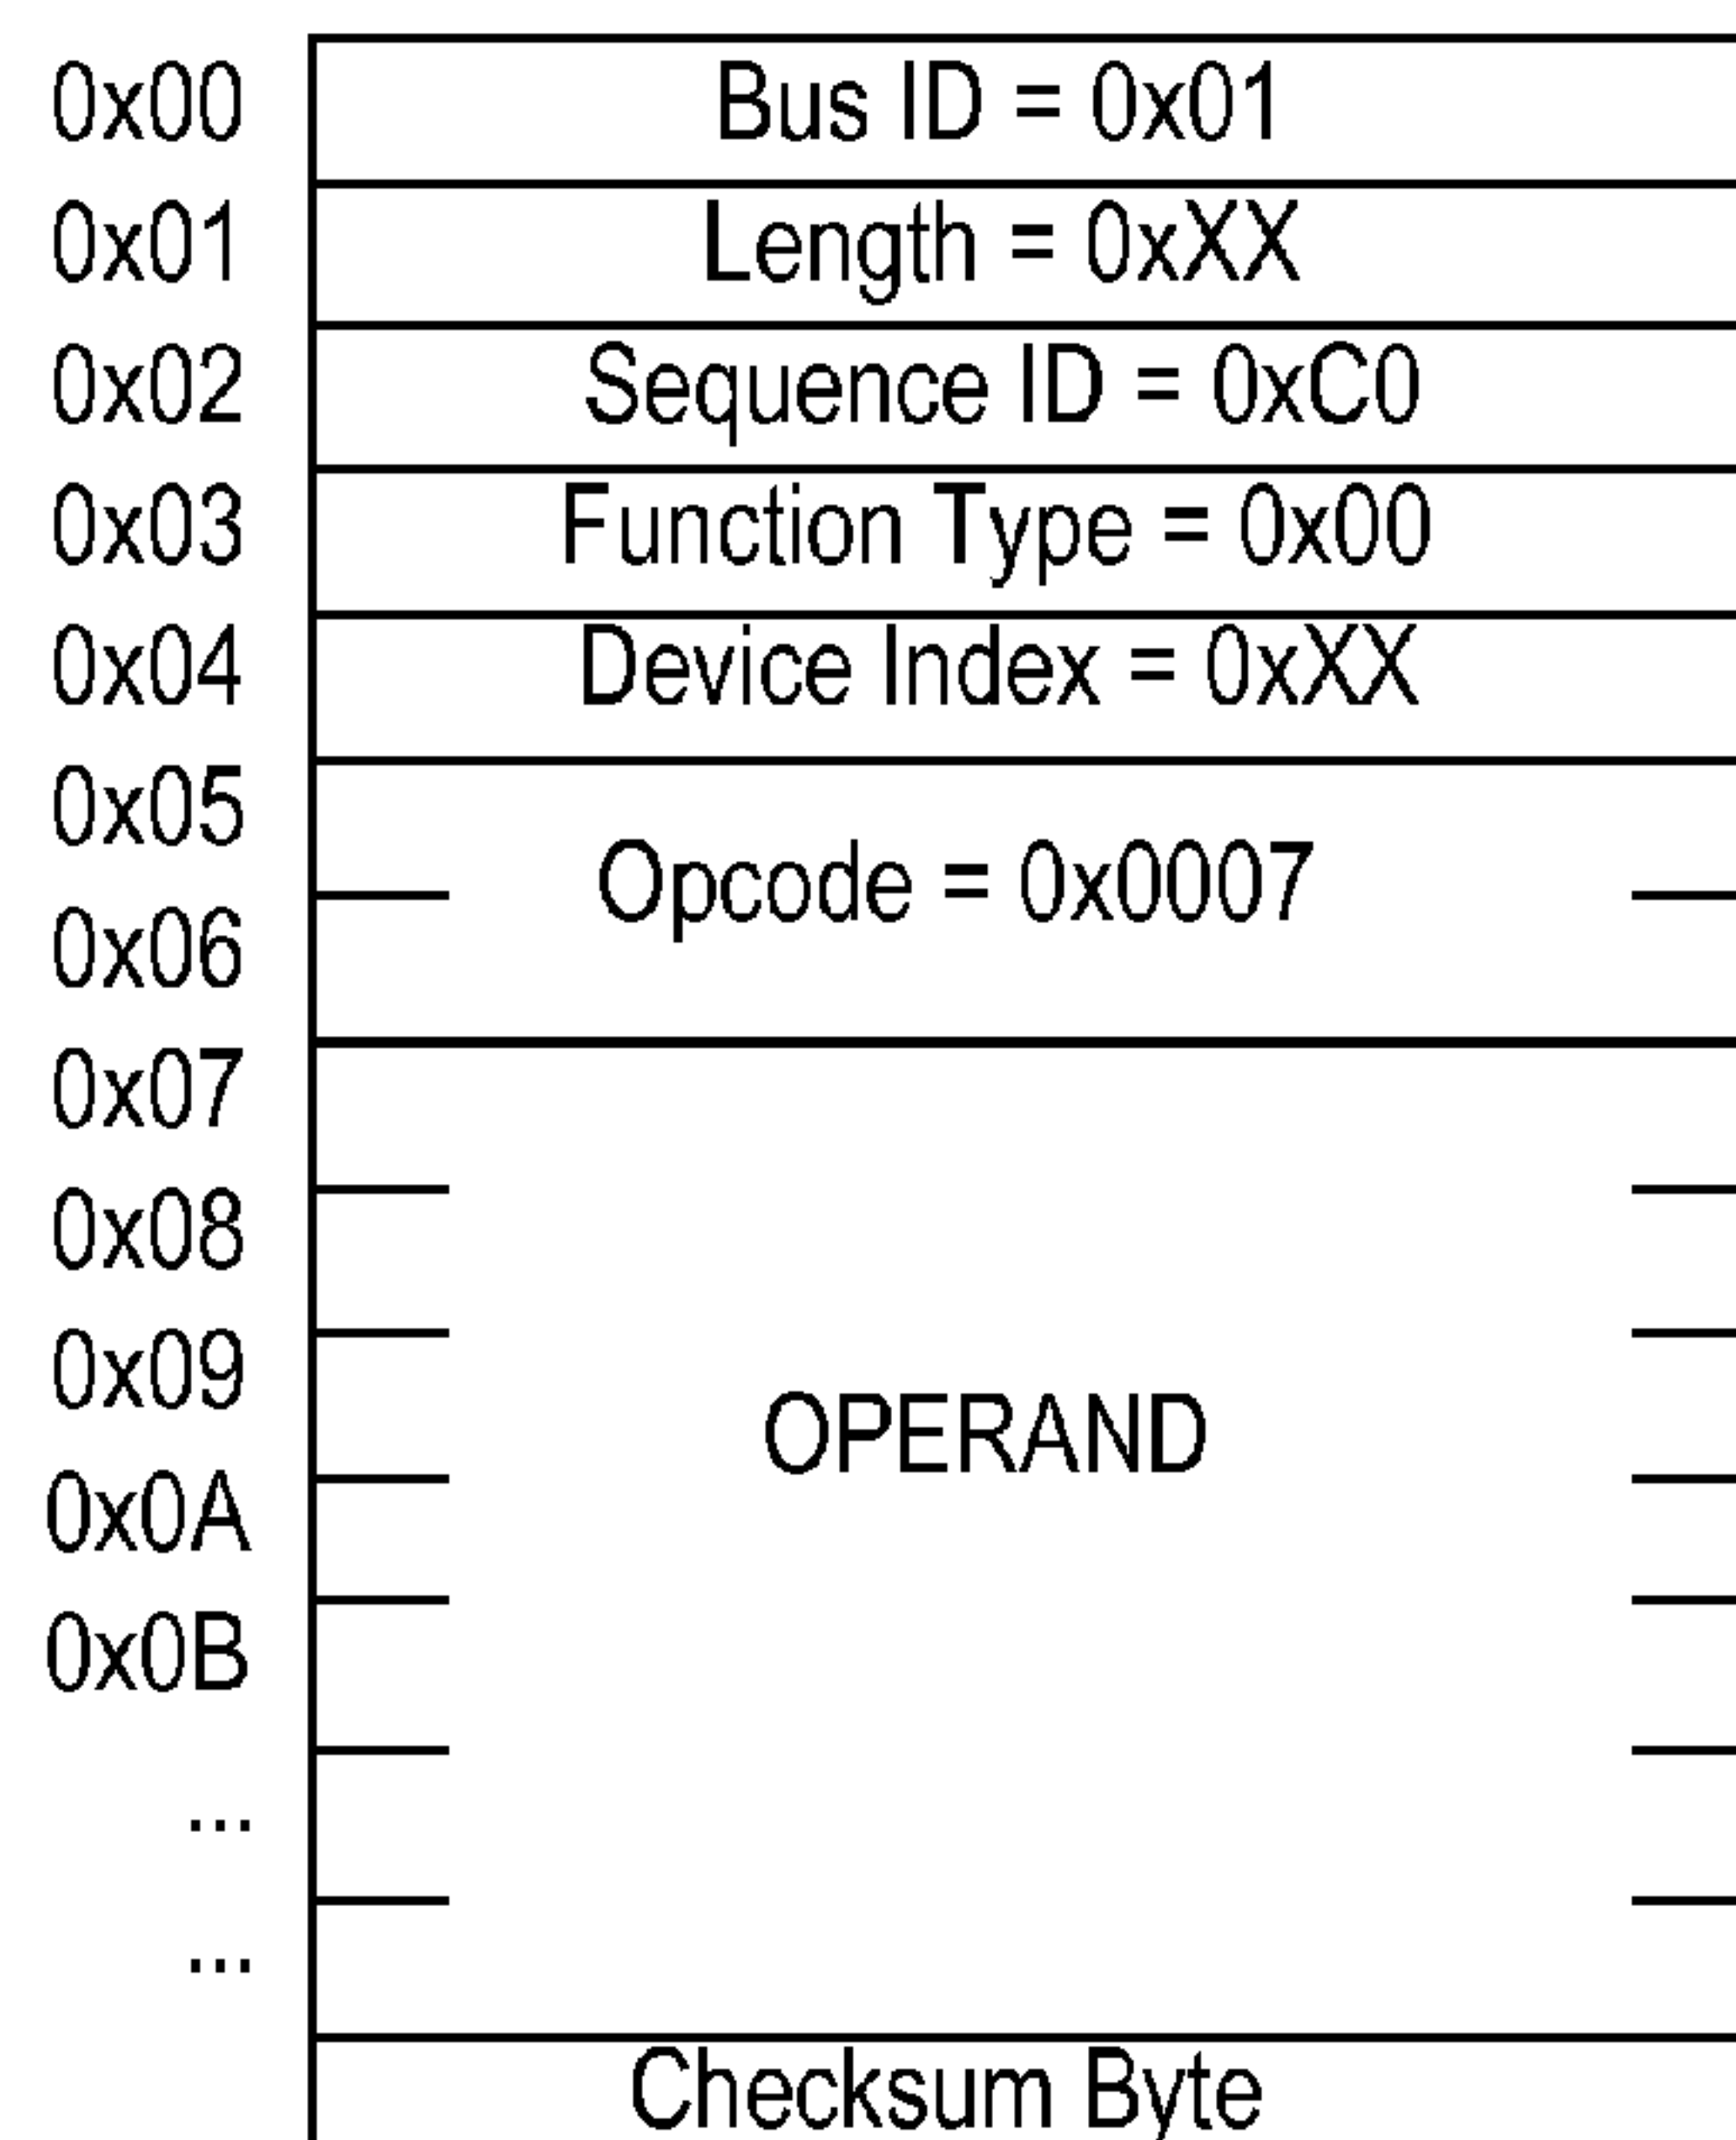 0x00 Bus ID = 0x01
0x01 Length = 0xXX
0x02 Sequence ID = 0xC0
0x03 Function Type = 0x00
0x04 Device Index = 0xXX
0x05
Opcode = 0x0007
0x06
0x07
0x08
0x09
OPERAND
0x0A
0x0B
...
...
Checksum Byte